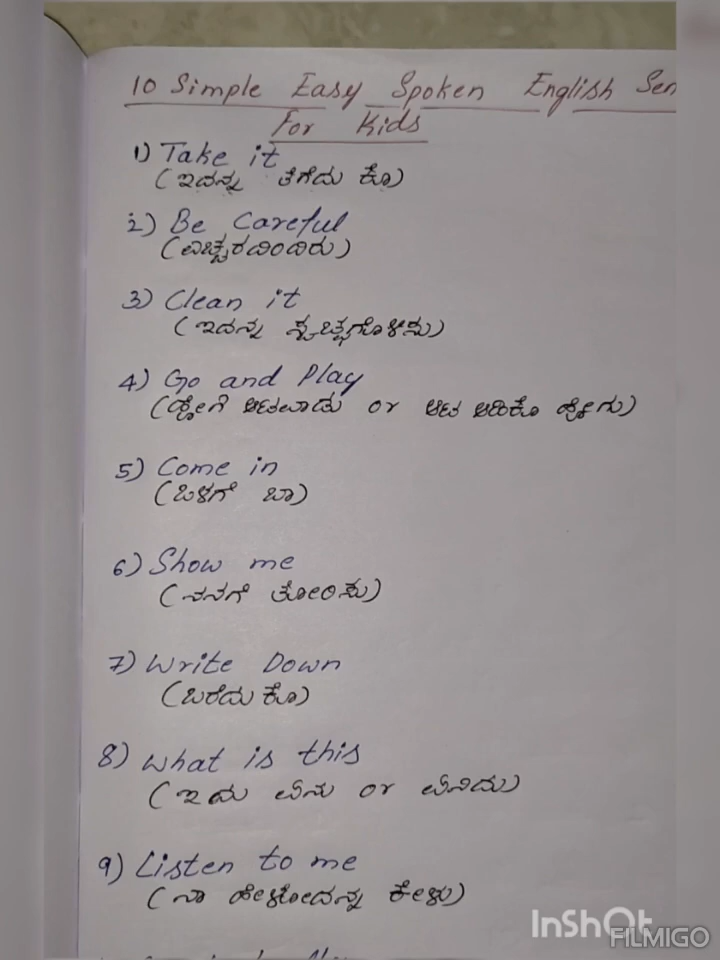 10 Simple Easy Spoken English Sen
For Kids
1) Take it
(ಇದನ್ನು ತೆಗೆದು ಕೊ)
2) Be Careful
(ಎಚ್ಚರದಿಂದಿರು)
3) Clean it
(ಇದನ್ನು ಸ್ವಚ್ಛಗೊಳಿಸು)
4) Go and Play
(ಹೋಗಿ ಆಟವಾಡು or ಆಟ ಆಡಿಕೊ ಹೋಗು)
5) Come in
(ಒಳಗೆ ಬಾ)
6) Show me
(ನನಗೆ ತೋರಿಸು)
7) Write Down
(ಬರೆದು ಕೊ)
8) What is this
(ಇದು ಏನು or ಏನಿದು)
9) Listen to me
(ನಾ ಹೇಳೋದನ್ನ ಕೇಳು)
InShOt
FILMIGO